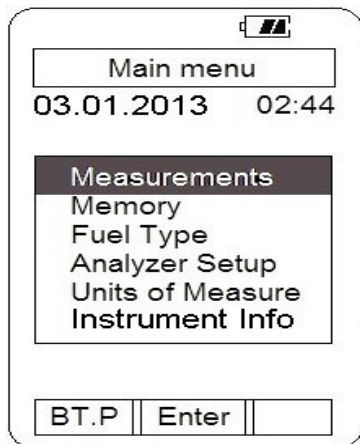 Main menu
03.01.2013 02:44
Measurements
Memory
Fuel Type
Analyzer Setup
Units of Measure
Instrument Info
BT.P Enter